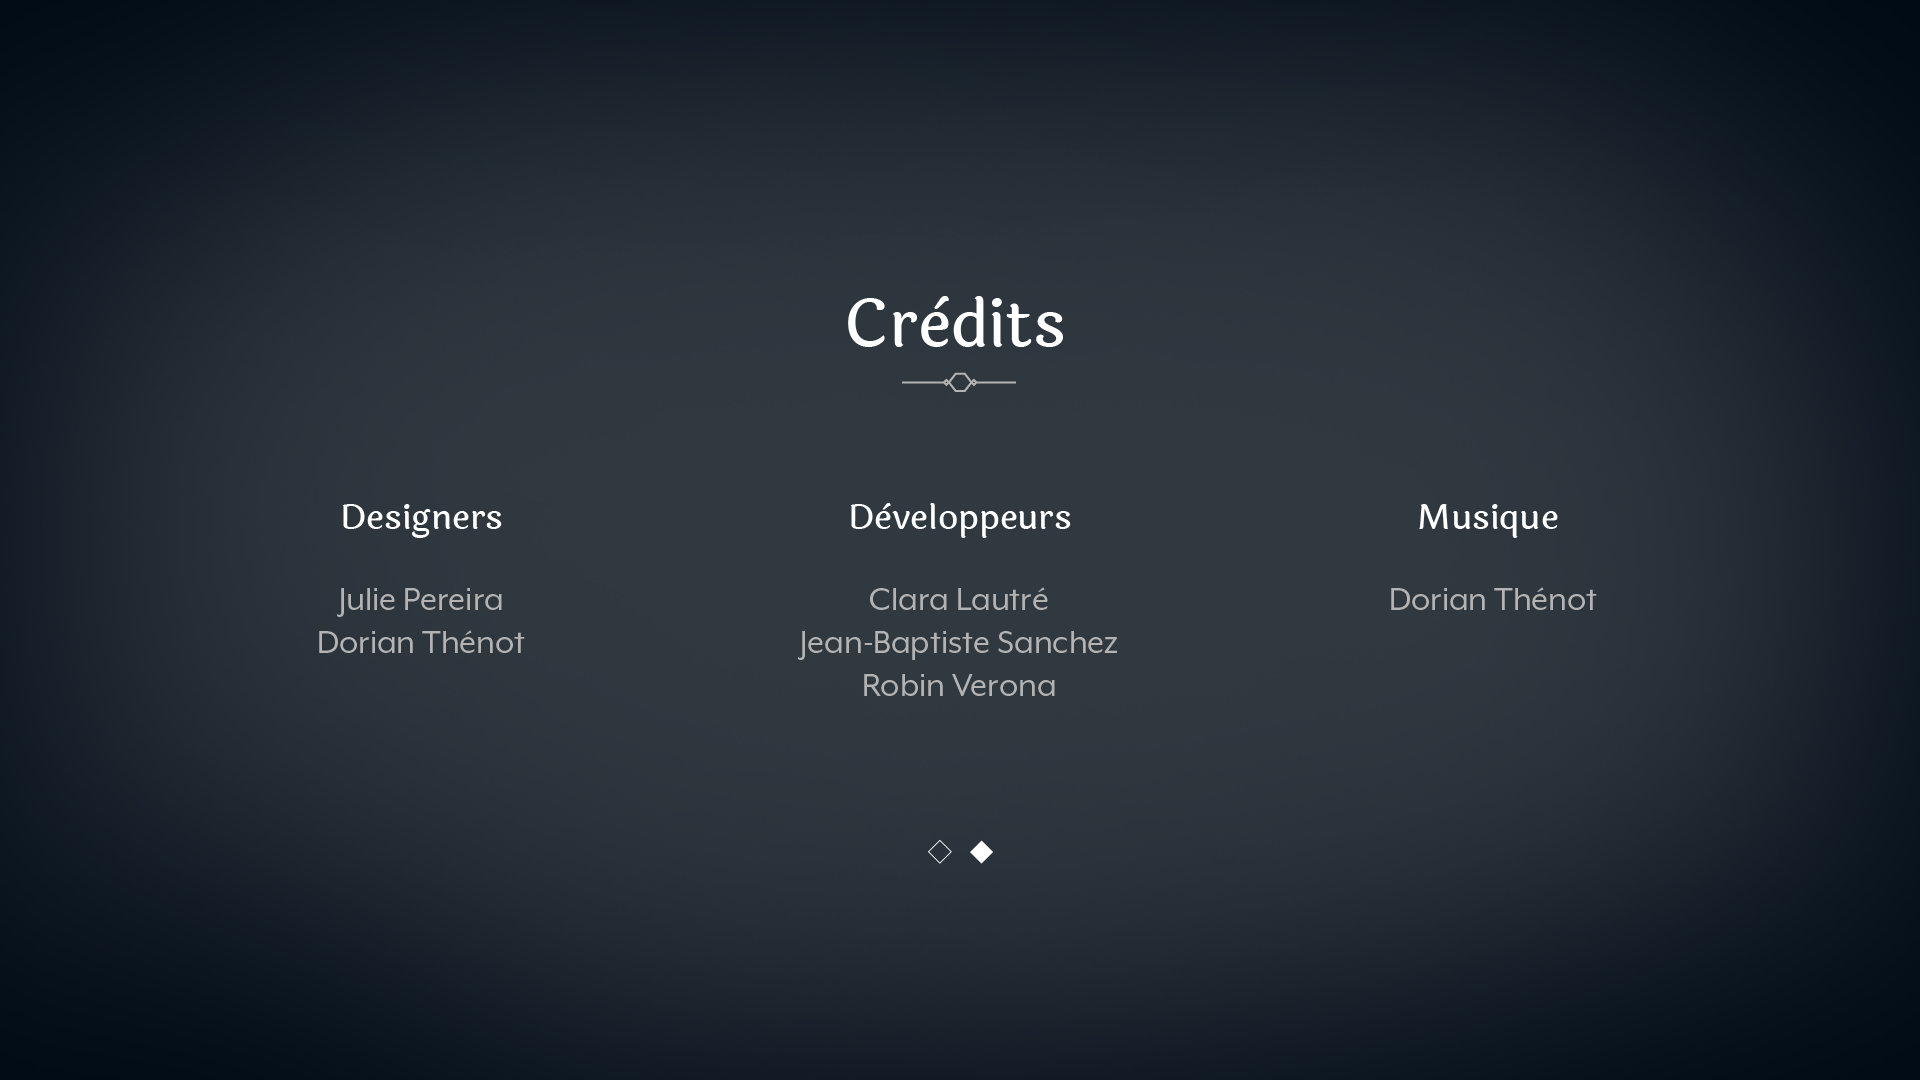 Crédits
Designers
Julie Pereira
Dorian Thénot
Développeurs
Clara Lautré
Jean-Baptiste Sanchez
Robin Verona
Musique
Dorian Thénot